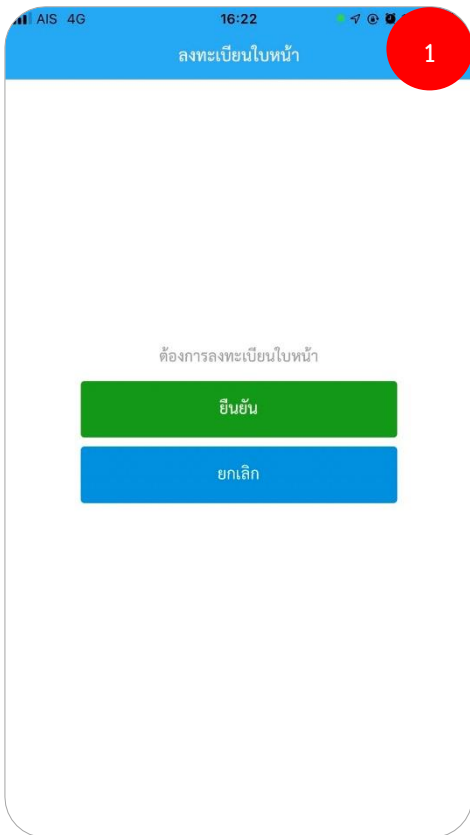 AIS 4G 16:22
ลงทะเบียนใบหน้า
1
ต้องการลงทะเบียนใบหน้า
ยืนยัน
ยกเลิก